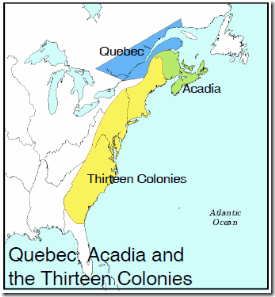 Quebec
Acadia
Thirteen Colonies
Atlantic
Ocean
Quebec, Acadia and
the Thirteen Colonies